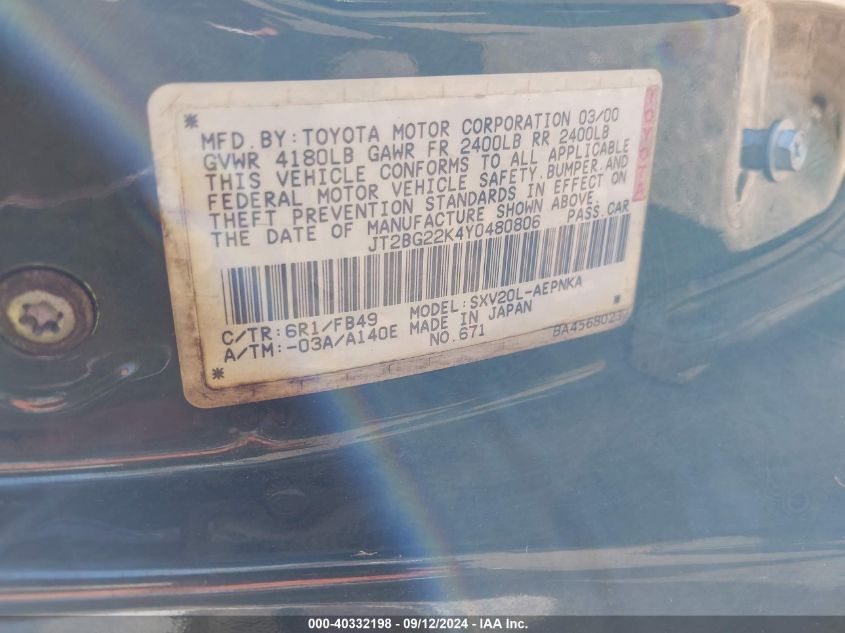 * MFD.BY: TOYOTA MOTOR CORPORATION 03/00
GVWR 4180LB GAWR FR 2400LB RR 2400LB
THIS VEHICLE CONFORMS TO ALL APPLICABLE
FEDERAL MOTOR VEHICLE SAFETY, BUMPER, AND
THEFT PREVENTION STANDARDS IN EFFECT ON
THE DATE OF MANUFACTURE SHOWN ABOVE.
JT2BG22K4Y0480806 PASS.CAR
C/TR: 6R1/FB49 MODEL: SXV20L-AEPNKA *
A/TM: -03A/A140E MADE IN JAPAN
* NO.671 BA4568023
TOYOTA
000-40332198 - 09/12/2024 - IAA Inc.